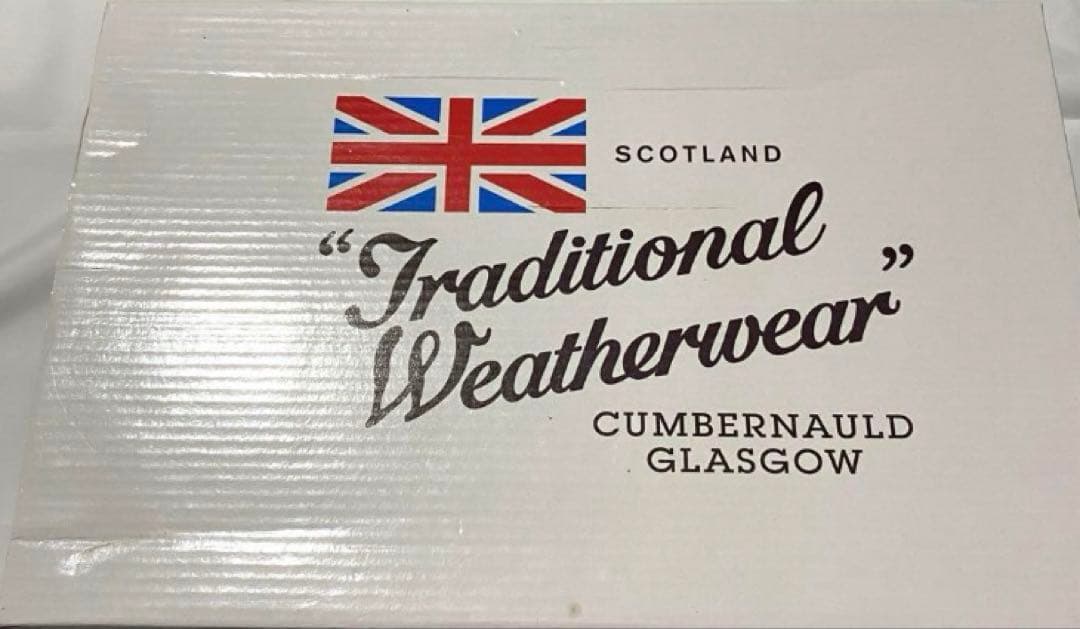 SCOTLAND
“Traditional
Weatherwear”
CUMBERNAULD
GLASGOW